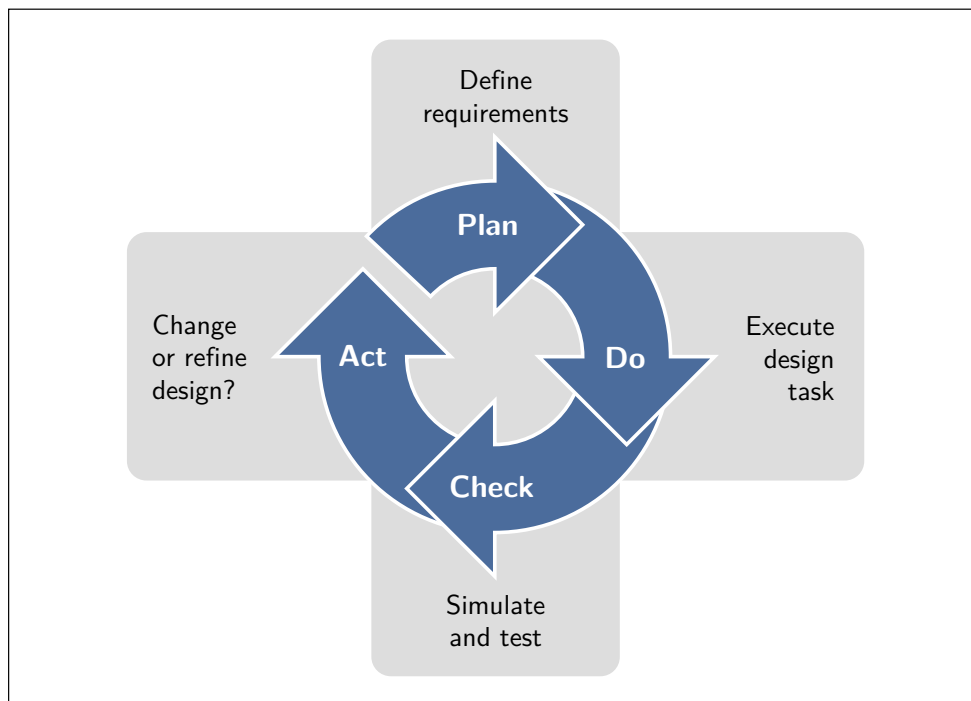 Define
requirements
Plan
Do
Execute
design
task
Check
Simulate
and test
Act
Change
or refine
design?